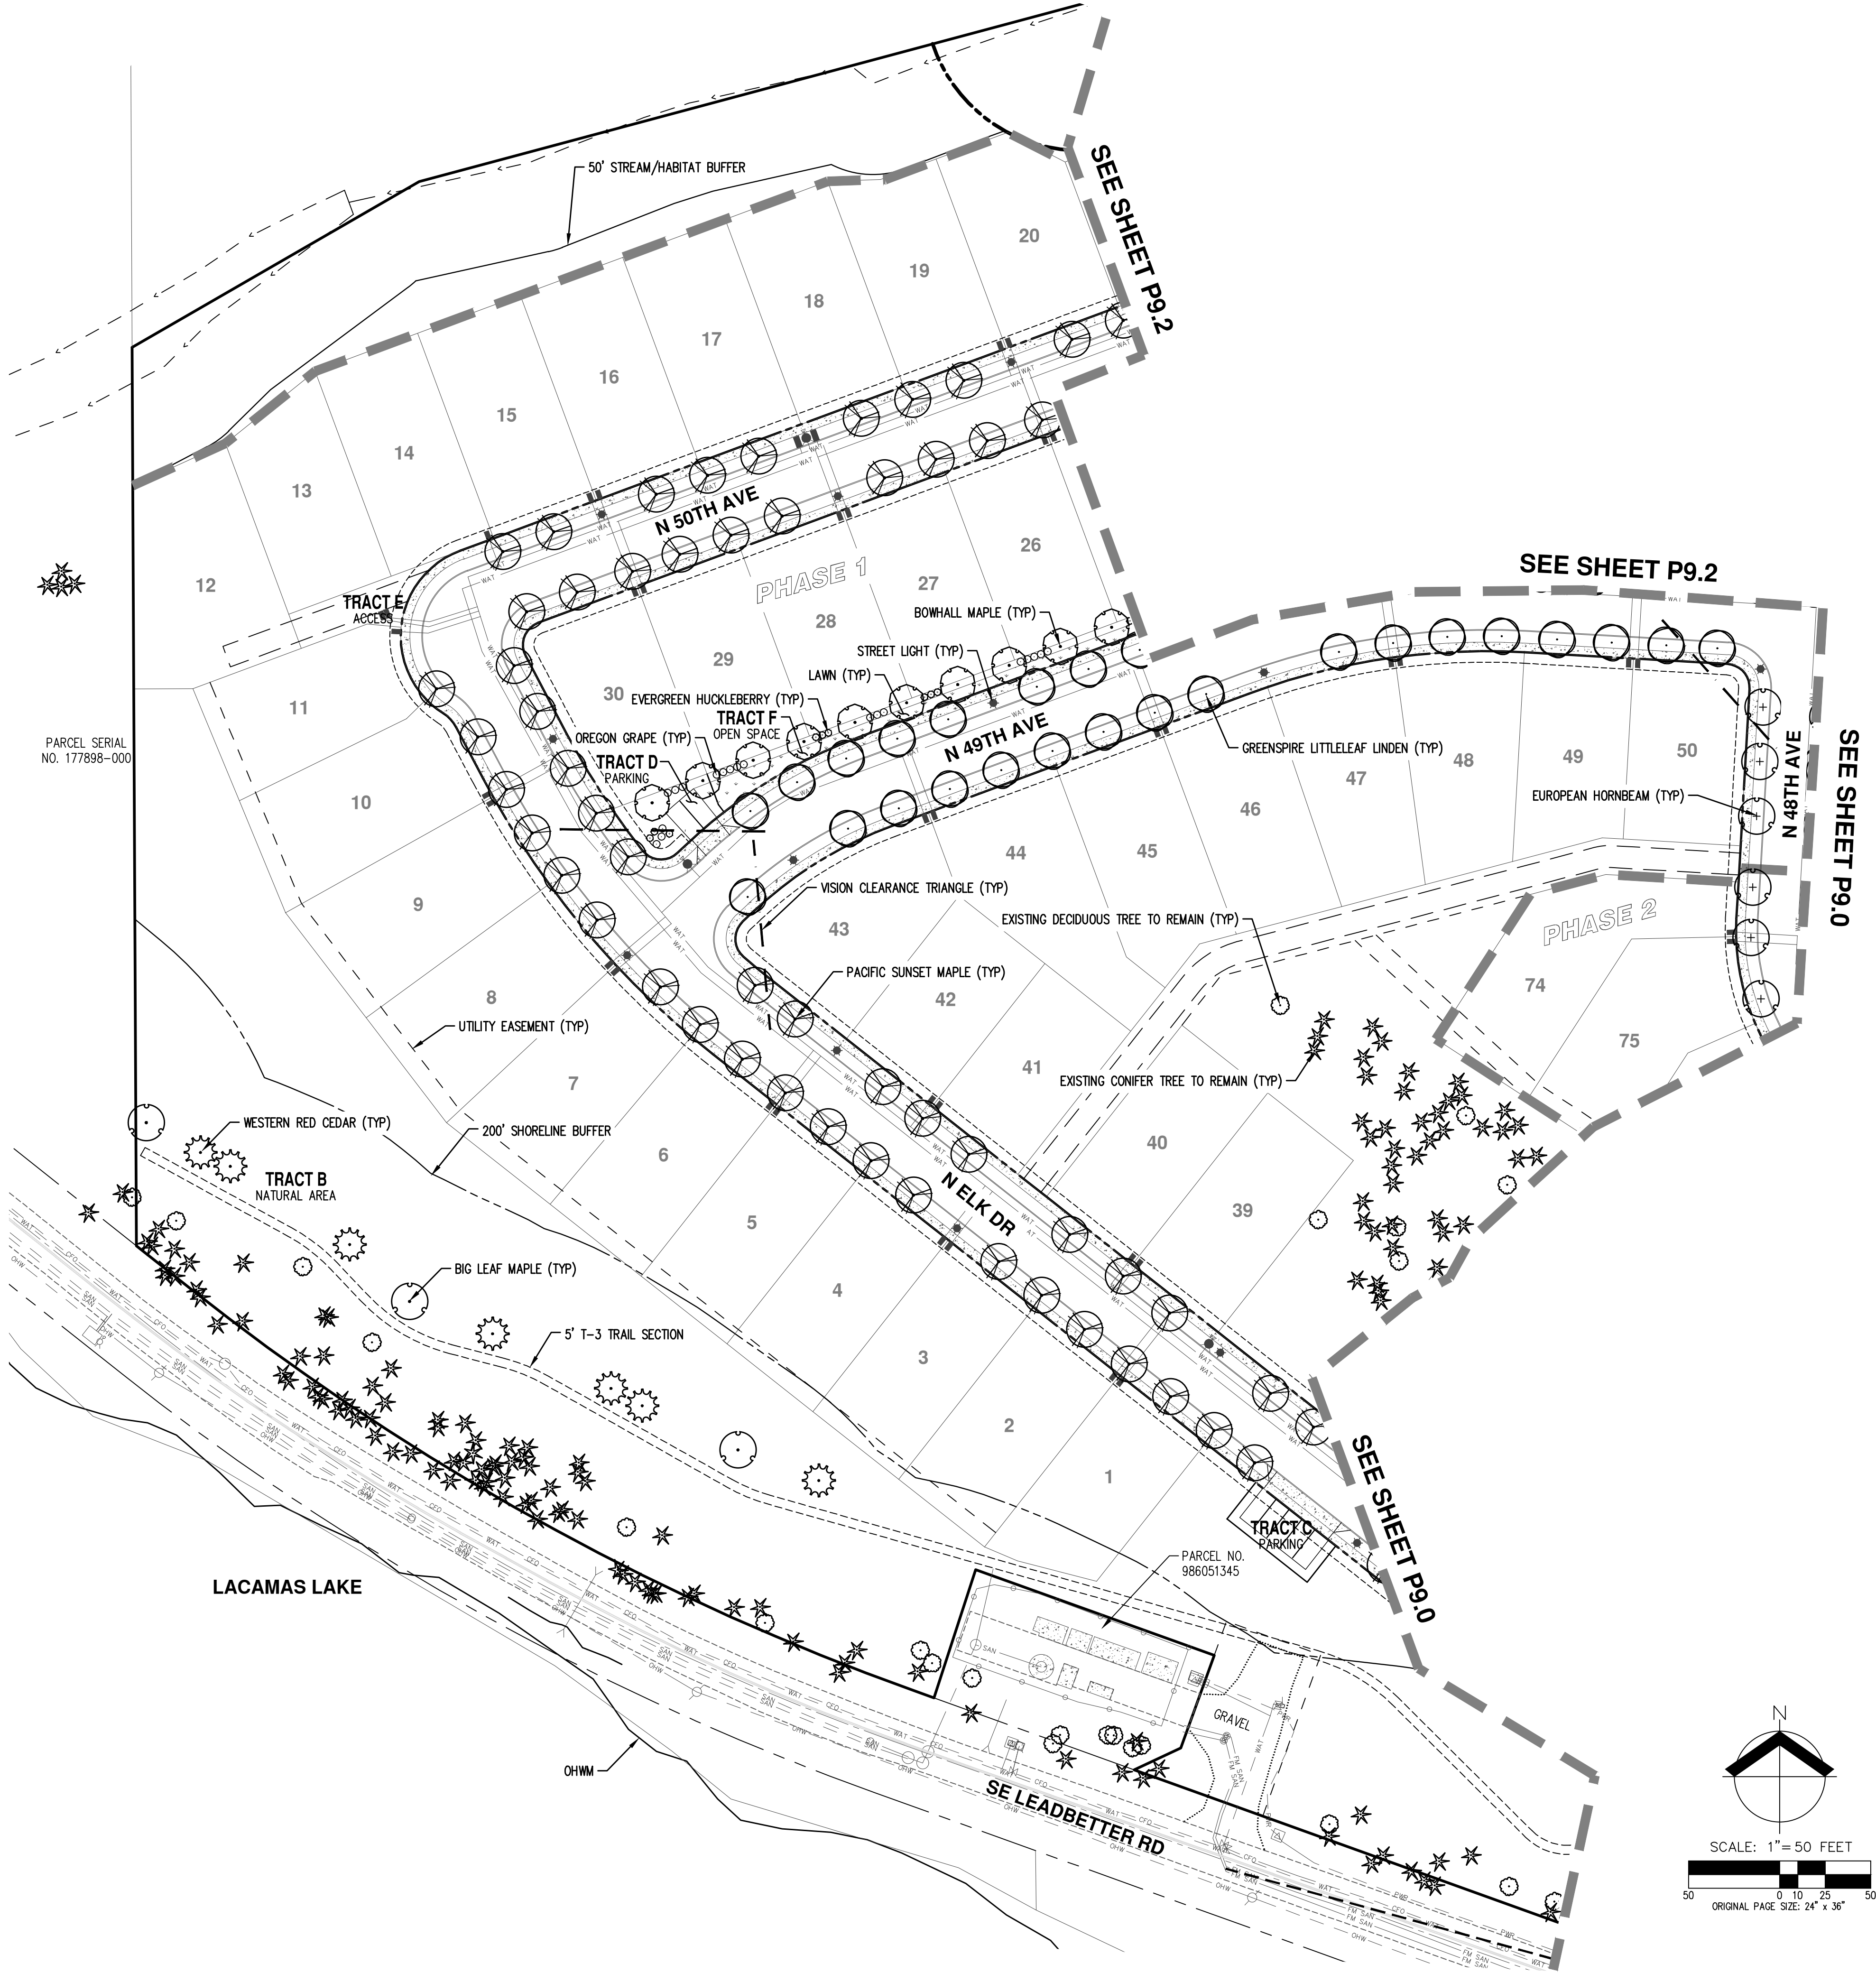 50' STREAM/HABITAT BUFFER
SEE SHEET P9.2
20
19
18
17
16
15
14
13
12
N 50TH AVE
PHASE 1
26
27
28
29
30
TRACT E
ACCESS
BOWHALL MAPLE (TYP)
STREET LIGHT (TYP)
LAWN (TYP)
EVERGREEN HUCKLEBERRY (TYP)
TRACT F
OPEN SPACE
OREGON GRAPE (TYP)
TRACT D
PARKING
N 49TH AVE
SEE SHEET P9.2
GREENSPIRE LITTLELEAF LINDEN (TYP)
EUROPEAN HORNBEAM (TYP)
N 48TH AVE
SEE SHEET P9.0
PARCEL SERIAL
NO. 177898-000
11
10
9
8
7
6
5
4
3
2
1
50
49
48
47
46
45
44
43
42
41
40
39
PHASE 2
74
75
VISION CLEARANCE TRIANGLE (TYP)
EXISTING DECIDUOUS TREE TO REMAIN (TYP)
PACIFIC SUNSET MAPLE (TYP)
UTILITY EASEMENT (TYP)
EXISTING CONIFER TREE TO REMAIN (TYP)
WESTERN RED CEDAR (TYP)
200' SHORELINE BUFFER
TRACT B
NATURAL AREA
N ELK DR
BIG LEAF MAPLE (TYP)
5' T-3 TRAIL SECTION
SEE SHEET P9.0
TRACT C
PARKING
PARCEL NO.
986051345
LACAMAS LAKE
GRAVEL
OHWM
SE LEADBETTER RD
WAT
CFO
SAN
OHW
FM SAN
PWR
N
SCALE: 1"= 50 FEET
50 0 10 25 50
ORIGINAL PAGE SIZE: 24" x 36"